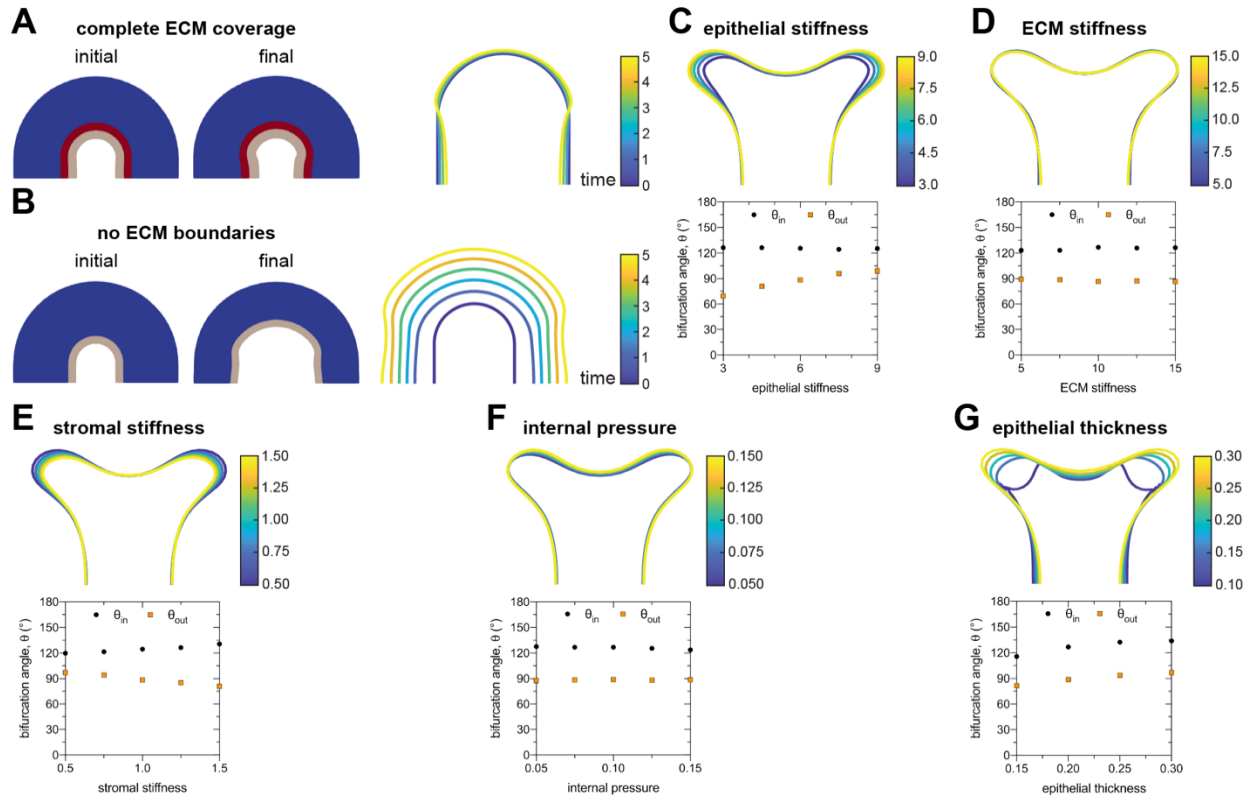 A
complete ECM coverage
initial
final
5
4
3
2
1
0
time
B
no ECM boundaries
initial
final
5
4
3
2
1
0
time
C
epithelial stiffness
9.0
7.5
6.0
4.5
3.0
bifurcation angle, θ (°)
180
150
120
90
60
30
0
θin
θout
3
6
9
epithelial stiffness
D
ECM stiffness
15.0
12.5
10.0
7.5
5.0
bifurcation angle, θ (°)
180
150
120
90
60
30
0
θin
θout
5
10
15
ECM stiffness
E
stromal stiffness
1.50
1.25
1.00
0.75
0.50
bifurcation angle, θ (°)
180
150
120
90
60
30
0
θin
θout
0.5
1.0
1.5
stromal stiffness
F
internal pressure
0.150
0.125
0.100
0.075
0.050
bifurcation angle, θ (°)
180
150
120
90
60
30
0
θin
θout
0.05
0.10
0.15
internal pressure
G
epithelial thickness
0.30
0.25
0.20
0.15
0.10
bifurcation angle, θ (°)
180
150
120
90
60
30
0
θin
θout
0.15
0.20
0.25
0.30
epithelial thickness